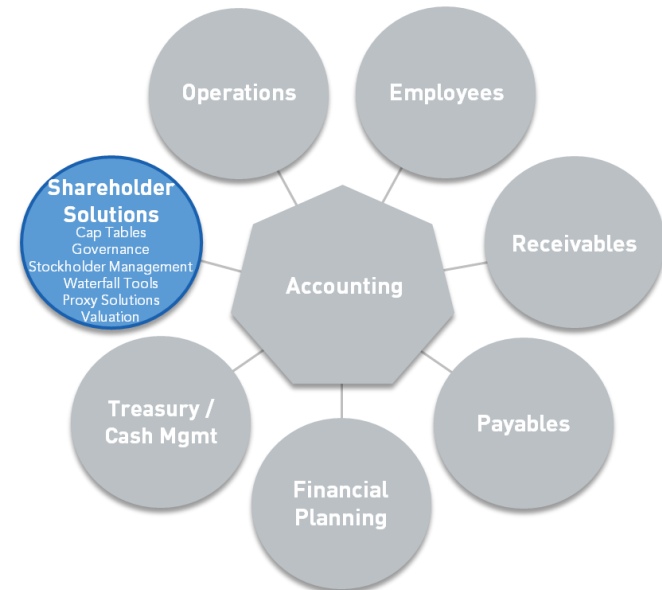 Operations
Employees
Shareholder
Solutions
Cap Tables
Governance
Stockholder Management
Waterfall Tools
Proxy Solutions
Valuation
Receivables
Accounting
Treasury /
Cash Mgmt
Payables
Financial
Planning